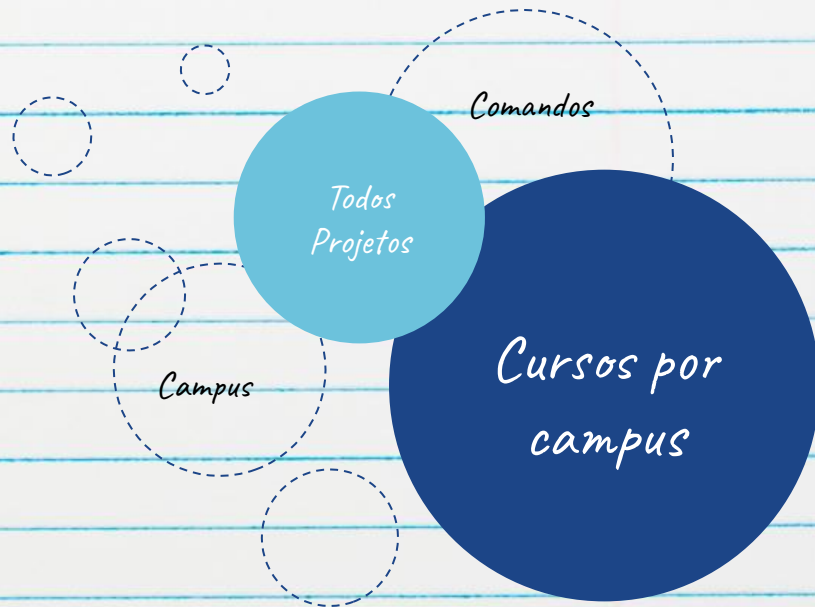 Comandos
Todos
Projetos
Cursos por
campus
Campus